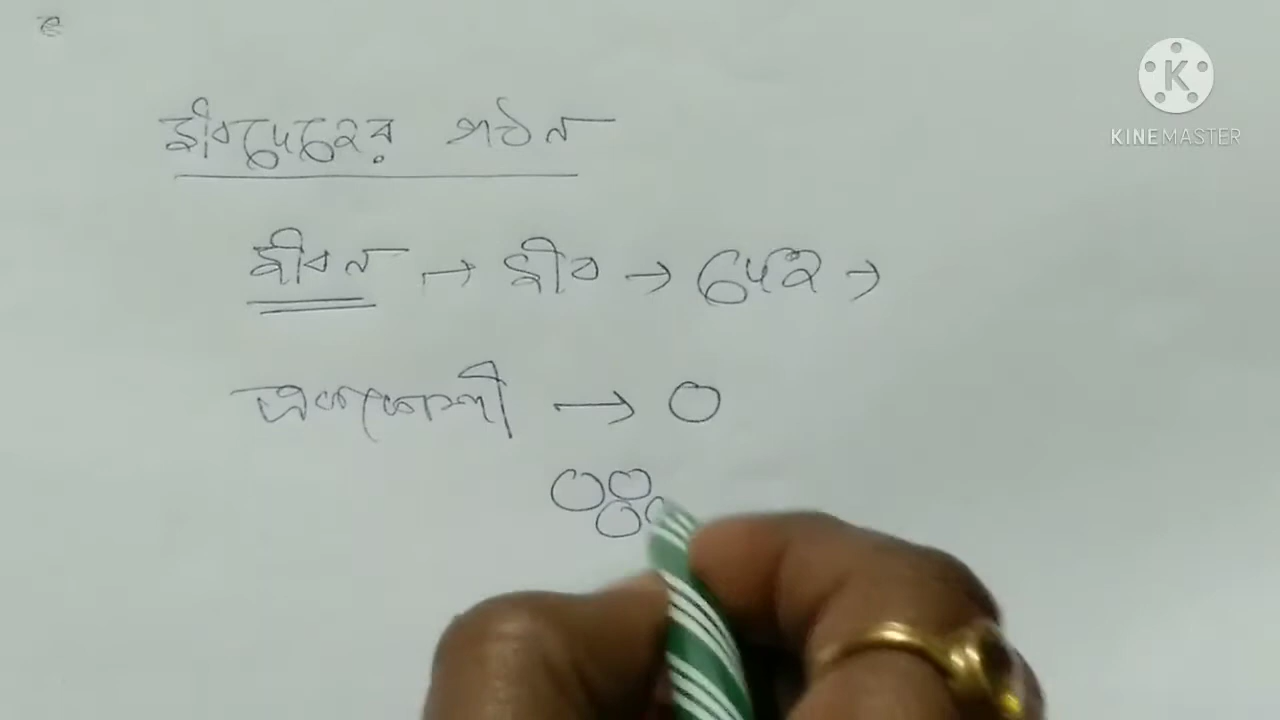 KINEMASTER
জীবদেহের গঠন
জীবন → জীব → দেহ →
এককোশী → O